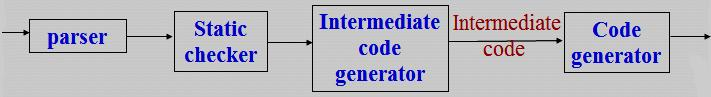 parser
Static
checker
Intermediate
code
generator
Intermediate
code
Code
generator